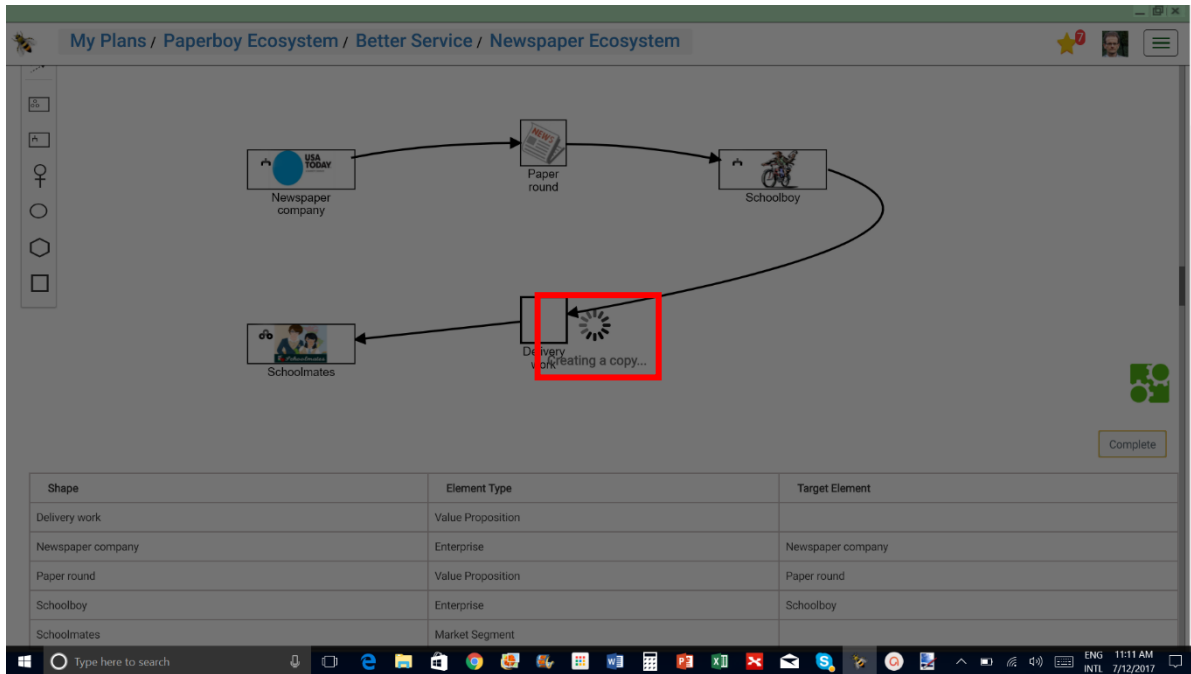 My Plans / Paperboy Ecosystem / Better Service / Newspaper Ecosystem
7
NEWS
USA
TODAY
Paper
round
Newspaper
company
Schoolboy
Delivery
work
Creating a copy...
Schoolmates
Schoolmates
Complete
Shape Element Type Target Element
Delivery work Value Proposition
Newspaper company Enterprise Newspaper company
Paper round Value Proposition Paper round
Schoolboy Enterprise Schoolboy
Schoolmates Market Segment
Type here to search
ENG 11:11 AM
INTL 7/12/2017